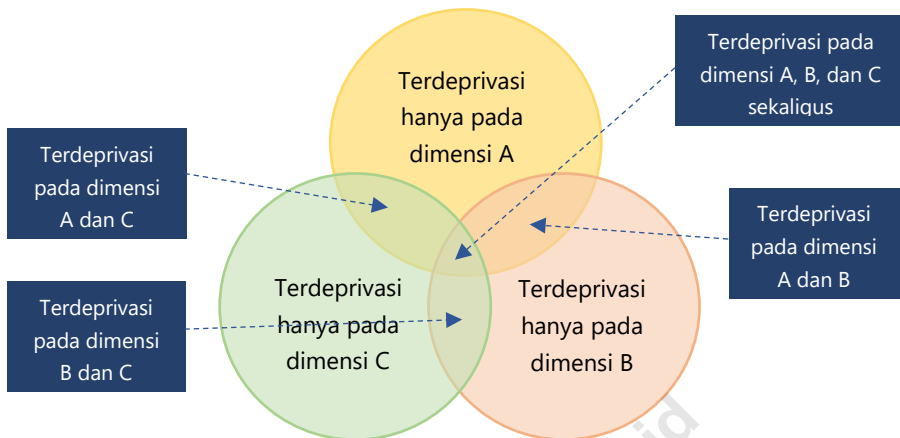 Terdeprivasi pada
dimensi A, B, dan C
sekaligus
Terdeprivasi
hanya pada
dimensi A
Terdeprivasi
pada dimensi
A dan C
Terdeprivasi
pada dimensi
A dan B
Terdeprivasi
hanya pada
dimensi C
Terdeprivasi
hanya pada
dimensi B
Terdeprivasi
pada dimensi
B dan C
id